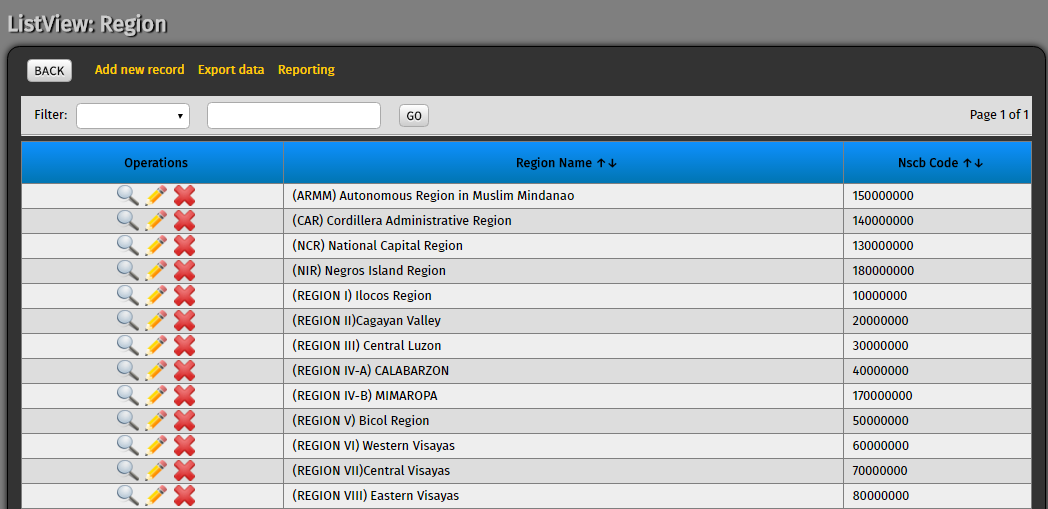 ListView: Region
BACK Add new record Export data Reporting
Filter: GO Page 1 of 1
Operations Region Name ↑↓ Nscb Code ↑↓
(ARMM) Autonomous Region in Muslim Mindanao 150000000
(CAR) Cordillera Administrative Region 140000000
(NCR) National Capital Region 130000000
(NIR) Negros Island Region 180000000
(REGION I) Ilocos Region 10000000
(REGION II)Cagayan Valley 20000000
(REGION III) Central Luzon 30000000
(REGION IV-A) CALABARZON 40000000
(REGION IV-B) MIMAROPA 170000000
(REGION V) Bicol Region 50000000
(REGION VI) Western Visayas 60000000
(REGION VII)Central Visayas 70000000
(REGION VIII) Eastern Visayas 80000000